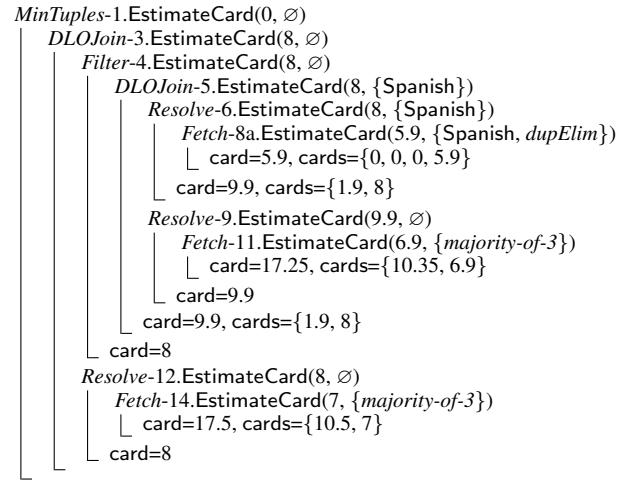 MinTuples-1.EstimateCard(0, ∅)
DLOJoin-3.EstimateCard(8, ∅)
Filter-4.EstimateCard(8, ∅)
DLOJoin-5.EstimateCard(8, {Spanish})
Resolve-6.EstimateCard(8, {Spanish})
Fetch-8a.EstimateCard(5.9, {Spanish, dupElim})
card=5.9, cards={0, 0, 0, 5.9}
card=9.9, cards={1.9, 8}
Resolve-9.EstimateCard(9.9, ∅)
Fetch-11.EstimateCard(6.9, {majority-of-3})
card=17.25, cards={10.35, 6.9}
card=9.9
card=9.9, cards={1.9, 8}
card=8
Resolve-12.EstimateCard(8, ∅)
Fetch-14.EstimateCard(7, {majority-of-3})
card=17.5, cards={10.5, 7}
card=8